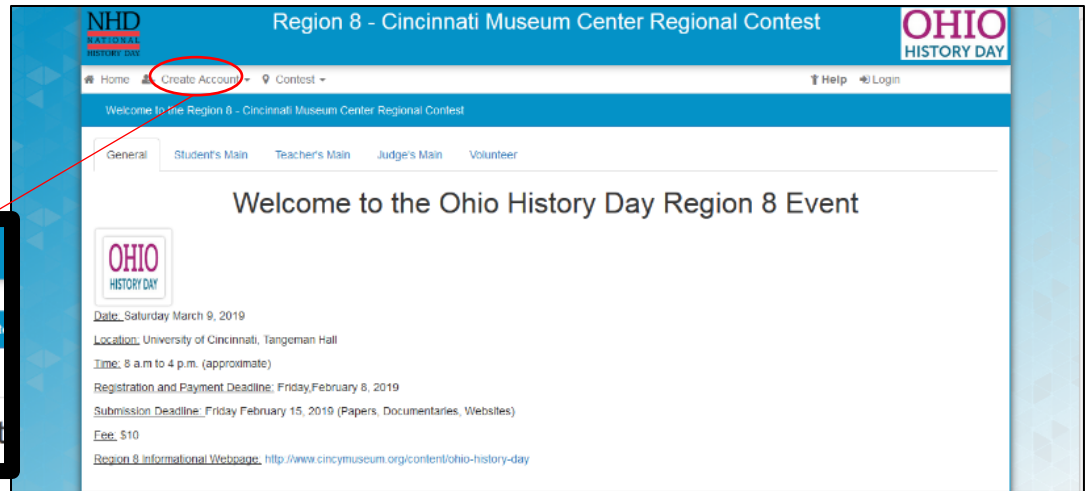 NHD
NATIONAL
HISTORY DAY
Region 8 - Cincinnati Museum Center Regional Contest
OHIO
HISTORY DAY
Home Create Account Contest Help Login
Welcome to the Region 8 - Cincinnati Museum Center Regional Contest
General Student's Main Teacher's Main Judge's Main Volunteer
Welcome to the Ohio History Day Region 8 Event
OHIO
HISTORY DAY
Date: Saturday March 9, 2019
Location: University of Cincinnati, Tangeman Hall
Time: 8 a.m to 4 p.m. (approximate)
Registration and Payment Deadline: Friday,February 8, 2019
Submission Deadline: Friday February 15, 2019 (Papers, Documentaries, Websites)
Fee: $10
Region 8 Informational Webpage: http://www.cincymuseum.org/content/ohio-history-day